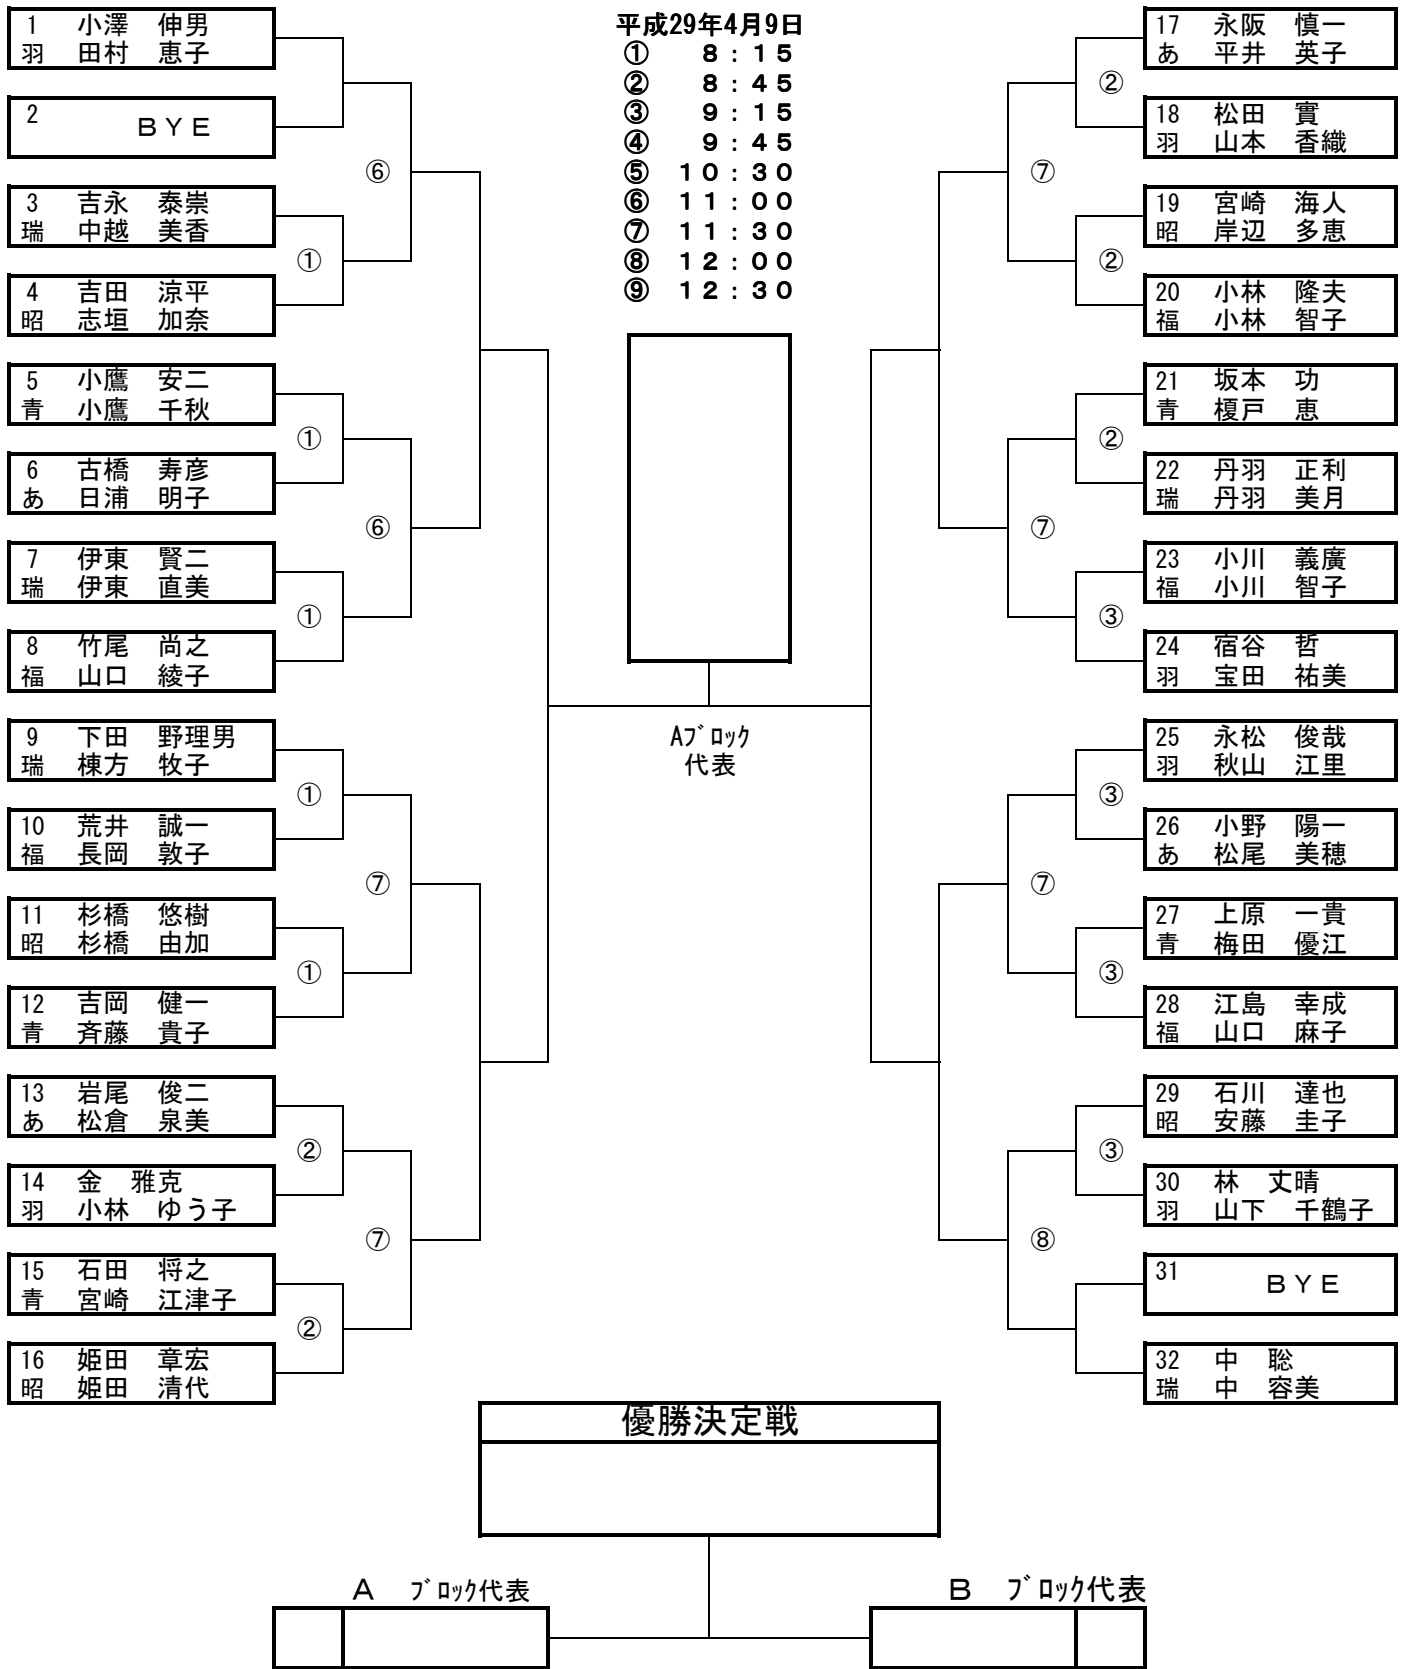 1 小澤 伸男
羽 田村 恵子
2 ＢＹＥ
⑥
3 吉永 泰崇
瑞 中越 美香
①
4 吉田 涼平
昭 志垣 加奈
5 小鷹 安二
青 小鷹 千秋
①
6 古橋 寿彦
あ 日浦 明子
⑥
7 伊東 賢二
瑞 伊東 直美
①
8 竹尾 尚之
福 山口 綾子
9 下田 野理男
瑞 棟方 牧子
①
10 荒井 誠一
福 長岡 敦子
⑦
11 杉橋 悠樹
昭 杉橋 由加
①
12 吉岡 健一
青 斉藤 貴子
13 岩尾 俊二
あ 松倉 泉美
②
14 金 雅克
羽 小林 ゆう子
⑦
15 石田 将之
青 宮崎 江津子
②
16 姫田 章宏
昭 姫田 清代
平成29年4月9日
① ８：１５
② ８：４５
③ ９：１５
④ ９：４５
⑤ １０：３０
⑥ １１：００
⑦ １１：３０
⑧ １２：００
⑨ １２：３０
Aﾌﾞﾛｯｸ
代表
17 永阪 慎一
あ 平井 英子
②
18 松田 實
羽 山本 香織
⑦
19 宮崎 海人
昭 岸辺 多恵
②
20 小林 隆夫
福 小林 智子
21 坂本 功
青 榎戸 恵
②
22 丹羽 正利
瑞 丹羽 美月
⑦
23 小川 義廣
福 小川 智子
③
24 宿谷 哲
羽 宝田 祐美
25 永松 俊哉
羽 秋山 江里
③
26 小野 陽一
あ 松尾 美穂
⑦
27 上原 一貴
青 梅田 優江
③
28 江島 幸成
福 山口 麻子
29 石川 達也
昭 安藤 圭子
③
30 林 丈晴
羽 山下 千鶴子
⑧
31 ＢＹＥ
32 中 聡
瑞 中 容美
優勝決定戦
Ａ ﾌﾞﾛｯｸ代表
Ｂ ﾌﾞﾛｯｸ代表